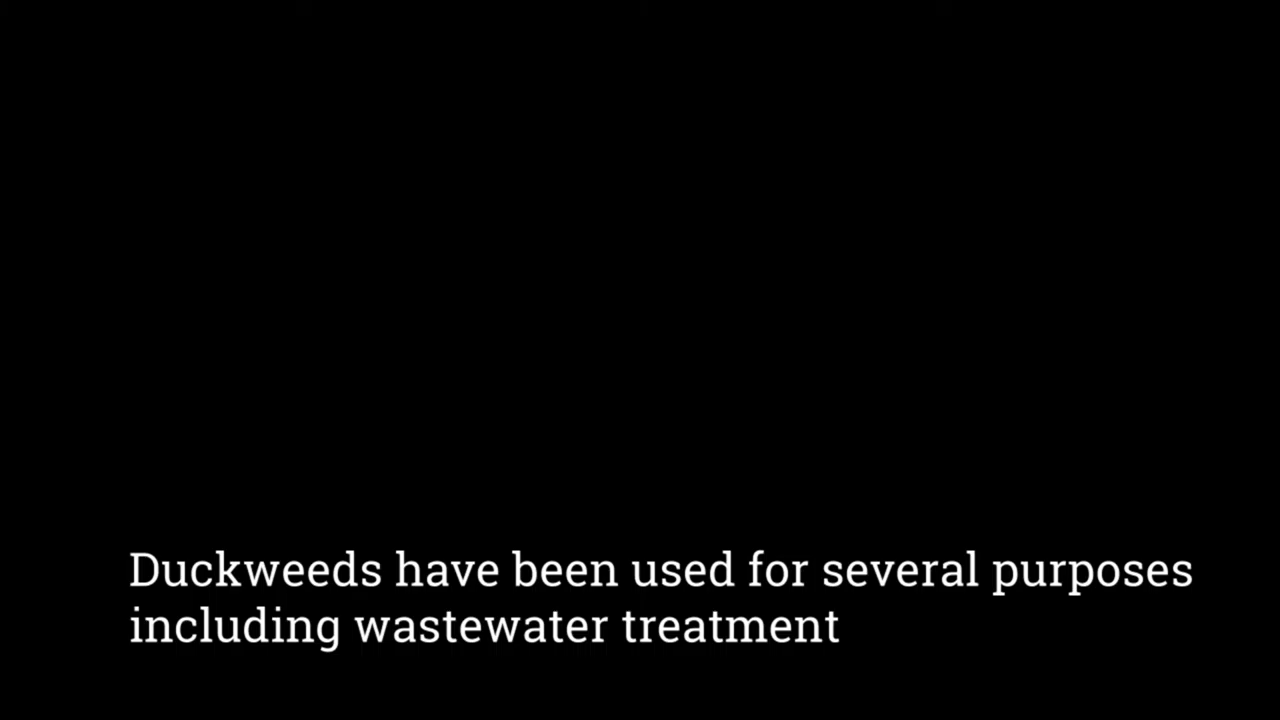 Duckweeds have been used for several purposes
including wastewater treatment